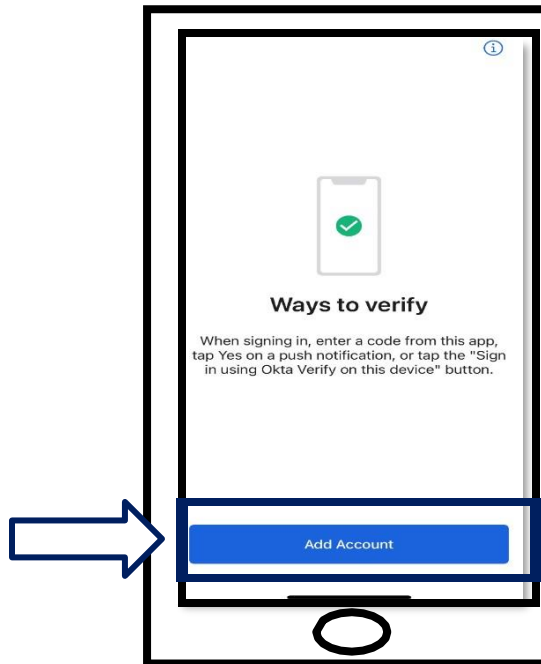 Ways to verify
When signing in, enter a code from this app,
tap Yes on a push notification, or tap the "Sign
in using Okta Verify on this device" button.
Add Account